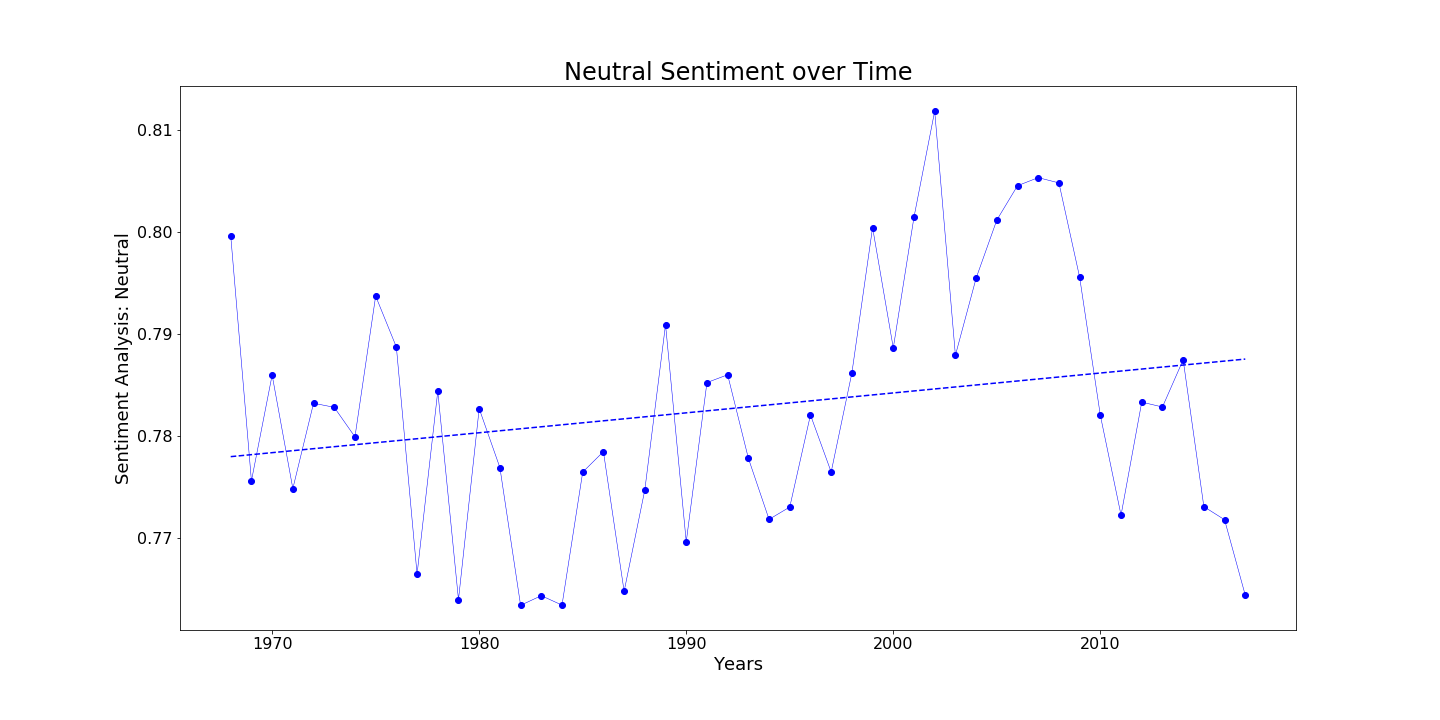 Neutral Sentiment over Time
Sentiment Analysis: Neutral
0.81
0.80
0.79
0.78
0.77
1970 1980 1990 2000 2010
Years